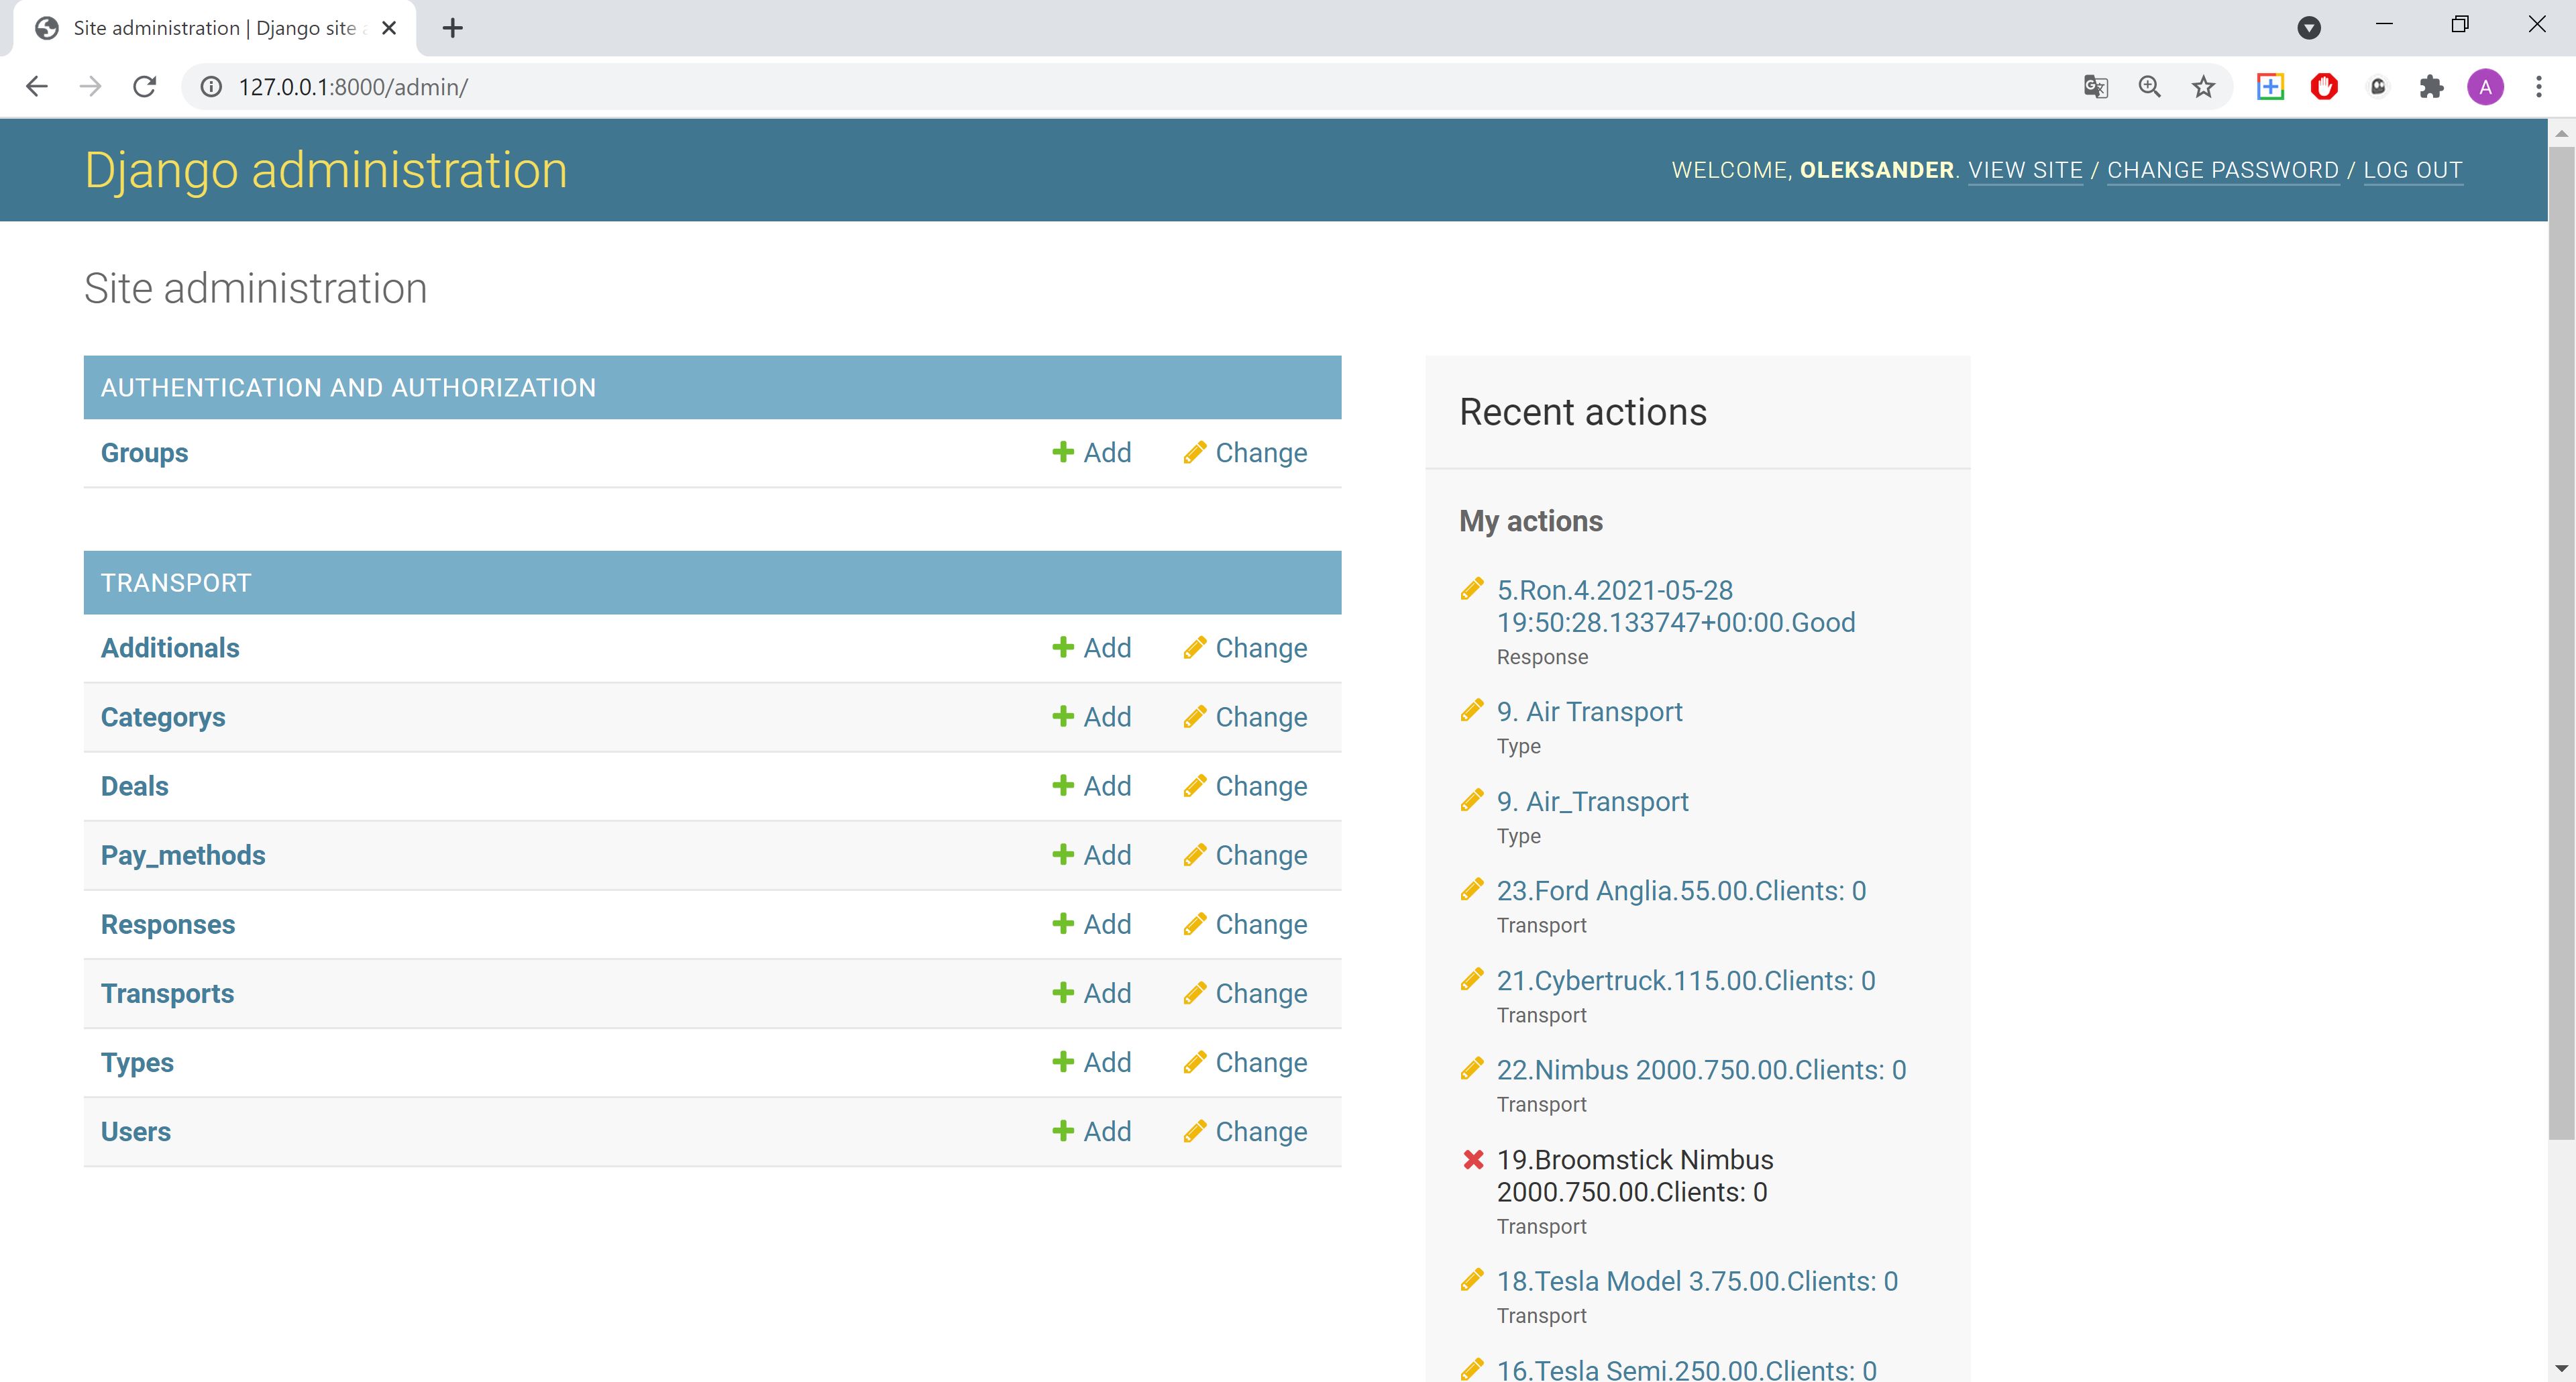 Site administration | Django site
127.0.0.1:8000/admin/
A
Django administration
WELCOME, OLEKSANDER. VIEW SITE / CHANGE PASSWORD / LOG OUT
Site administration
AUTHENTICATION AND AUTHORIZATION
Groups Add Change
TRANSPORT
Additionals Add Change
Categorys Add Change
Deals Add Change
Pay_methods Add Change
Responses Add Change
Transports Add Change
Types Add Change
Users Add Change
Recent actions
My actions
5.Ron.4.2021-05-28
19:50:28.133747+00:00.Good
Response
9. Air Transport
Type
9. Air_Transport
Type
23.Ford Anglia.55.00.Clients: 0
Transport
21.Cybertruck.115.00.Clients: 0
Transport
22.Nimbus 2000.750.00.Clients: 0
Transport
19.Broomstick Nimbus
2000.750.00.Clients: 0
Transport
18.Tesla Model 3.75.00.Clients: 0
Transport
16.Tesla Semi.250.00.Clients: 0